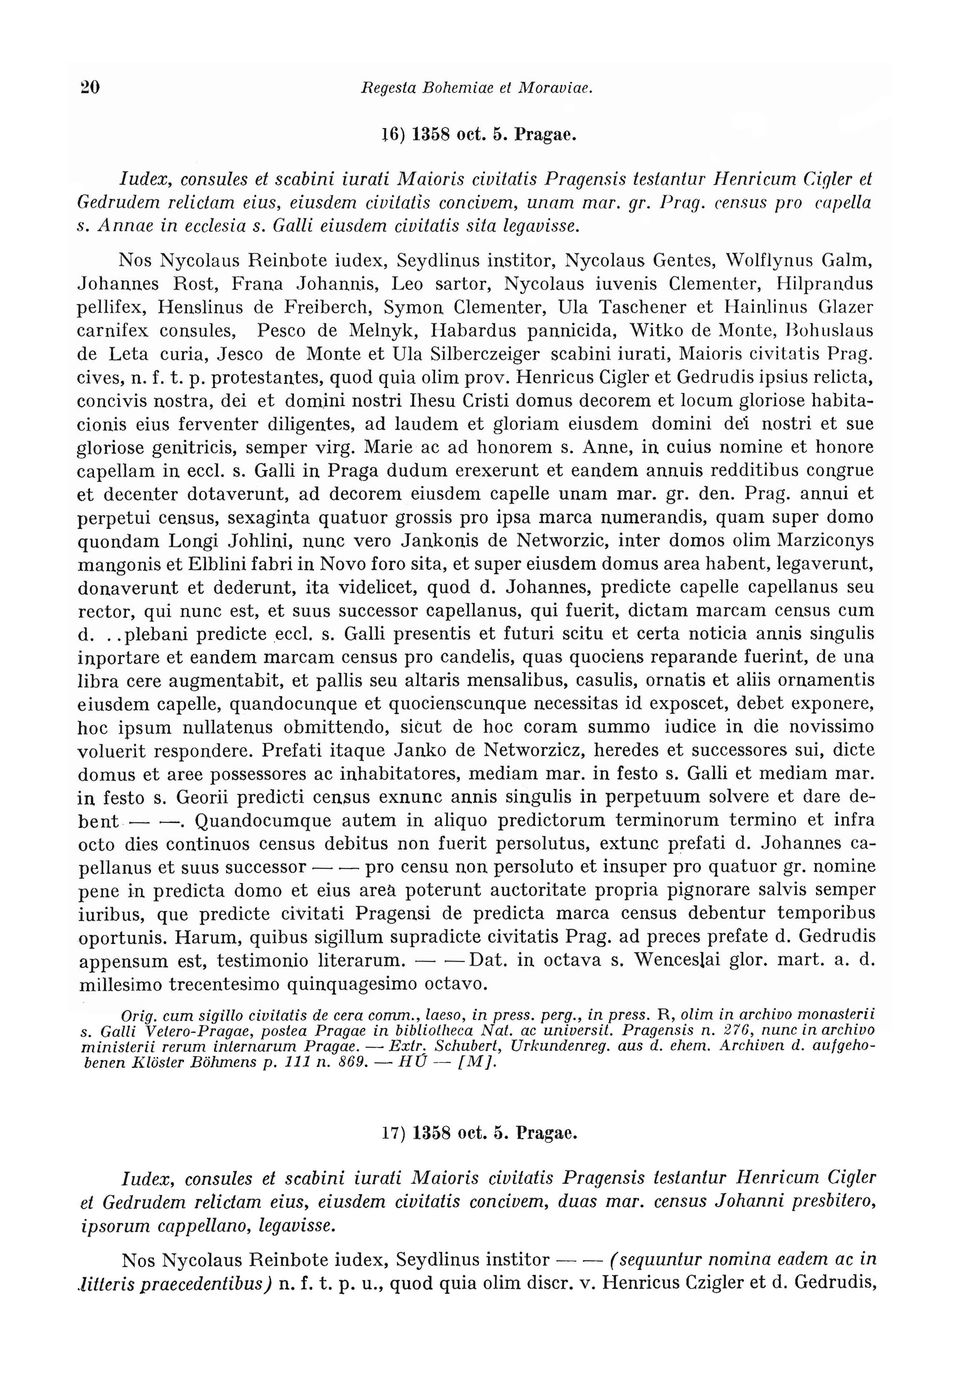 20 Regesta Bohemiae et Moraviae.
16) 1358 oct. 5. Pragae.
Iudex, consules et scabini iurati Maioris civitatis Pragensis testantur Henricum Cigler et
Gedrudem relictam eius, eiusdem civitatis concivem, unam mar. gr. Prag. census pro capella
s. Annae in ecclesia s. Galli eiusdem civitatis sita legavisse.
Nos Nycolaus Reinbote iudex, Seydlinus institor, Nycolaus Gentes, Wolflynus Galm,
Johannes Rost, Frana Johannis, Leo sartor, Nycolaus iuvenis Clementer, Hilprandus
pellifex, Henslinus de Freiberch, Symon Clementer, Ula Taschener et Hainlinus Glazer
carnifex consules, Pesco de Melnyk, Habardus pannicida, Witko de Monte, Bohuslaus
de Leta curia, Jesco de Monte et Ula Silberczeiger scabini iurati, Maioris civitatis Prag.
cives, n. f. t. p. protestantes, quod quia olim prov. Henricus Cigler et Gedrudis ipsius relicta,
concivis nostra, dei et domini nostri Ihesu Cristi domus decorem et locum gloriose habita-
cionis eius ferventer diligentes, ad laudem et gloriam eiusdem domini dei nostri et sue
gloriose genitricis, semper virg. Marie ac ad honorem s. Anne, in cuius nomine et honore
capellam in eccl. s. Galli in Praga dudum erexerunt et eandem annuis redditibus congrue
et decenter dotaverunt, ad decorem eiusdem capelle unam mar. gr. den. Prag. annui et
perpetui census, sexaginta quatuor grossis pro ipsa marca numerandis, quam super domo
quondam Longi Johlini, nunc vero Jankonis de Networzic, inter domos olim Marziconys
mangonis et Elblini fabri in Novo foro sita, et super eiusdem domus area habent, legaverunt,
donaverunt et dederunt, ita videlicet, quod d. Johannes, predicte capelle capellanus seu
rector, qui nunc est, et suus successor capellanus, qui fuerit, dictam marcam census cum
d. . . plebani predicte eccl. s. Galli presentis et futuri scitu et certa noticia annis singulis
inportare et eandem marcam census pro candelis, quas quociens reparande fuerint, de una
libra cere augmentabit, et pallis seu altaris mensalibus, casulis, ornatis et aliis ornamentis
eiusdem capelle, quandocunque et quocienscunque necessitas id exposcet, debet exponere,
hoc ipsum nullatenus obmittendo, sicut de hoc coram summo iudice in die novissimo
voluerit respondere. Prefati itaque Janko de Networzicz, heredes et successores sui, dicte
domus et aree possessores ac inhabitatores, mediam mar. in festo s. Galli et mediam mar.
in festo s. Georii predicti census exnunc annis singulis in perpetuum solvere et dare de-
bent — —. Quandocumque autem in aliquo predictorum terminorum termino et infra
octo dies continuos census debitus non fuerit persolutus, extunc prefati d. Johannes ca-
pellanus et suus successor — — pro censu non persoluto et insuper pro quatuor gr. nomine
pene in predicta domo et eius area poterunt auctoritate propria pignorare salvis semper
iuribus, que predicte civitati Pragensi de predicta marca census debentur temporibus
oportunis. Harum, quibus sigillum supradicte civitatis Prag. ad preces prefate d. Gedrudis
appensum est, testimonio literarum. — — Dat. in octava s. Wenceslai glor. mart. a. d.
millesimo trecentesimo quinquagesimo octavo.
Orig. cum sigillo civitatis de cera comm., laeso, in press. perg., in press. R, olim in archivo monasterii
s. Galli Vetero-Pragae, postea Pragae in bibliotheca Nat. ac universit. Pragensis n. 276, nunc in archivo
ministerii rerum internarum Pragae. — Extr. Schubert, Urkundenreg. aus d. ehem. Archiven d. aufgeho-
benen Klöster Böhmens p. 111 n. 869. — HÚ — [M].
17) 1358 oct. 5. Pragae.
Iudex, consules et scabini iurati Maioris civitatis Pragensis testantur Henricum Cigler
et Gedrudem relictam eius, eiusdem civitatis concivem, duas mar. census Johanni presbitero,
ipsorum cappellano, legavisse.
Nos Nycolaus Reinbote iudex, Seydlinus institor — — (sequuntur nomina eadem ac in
litteris praecedentibus) n. f. t. p. u., quod quia olim discr. v. Henricus Czigler et d. Gedrudis,